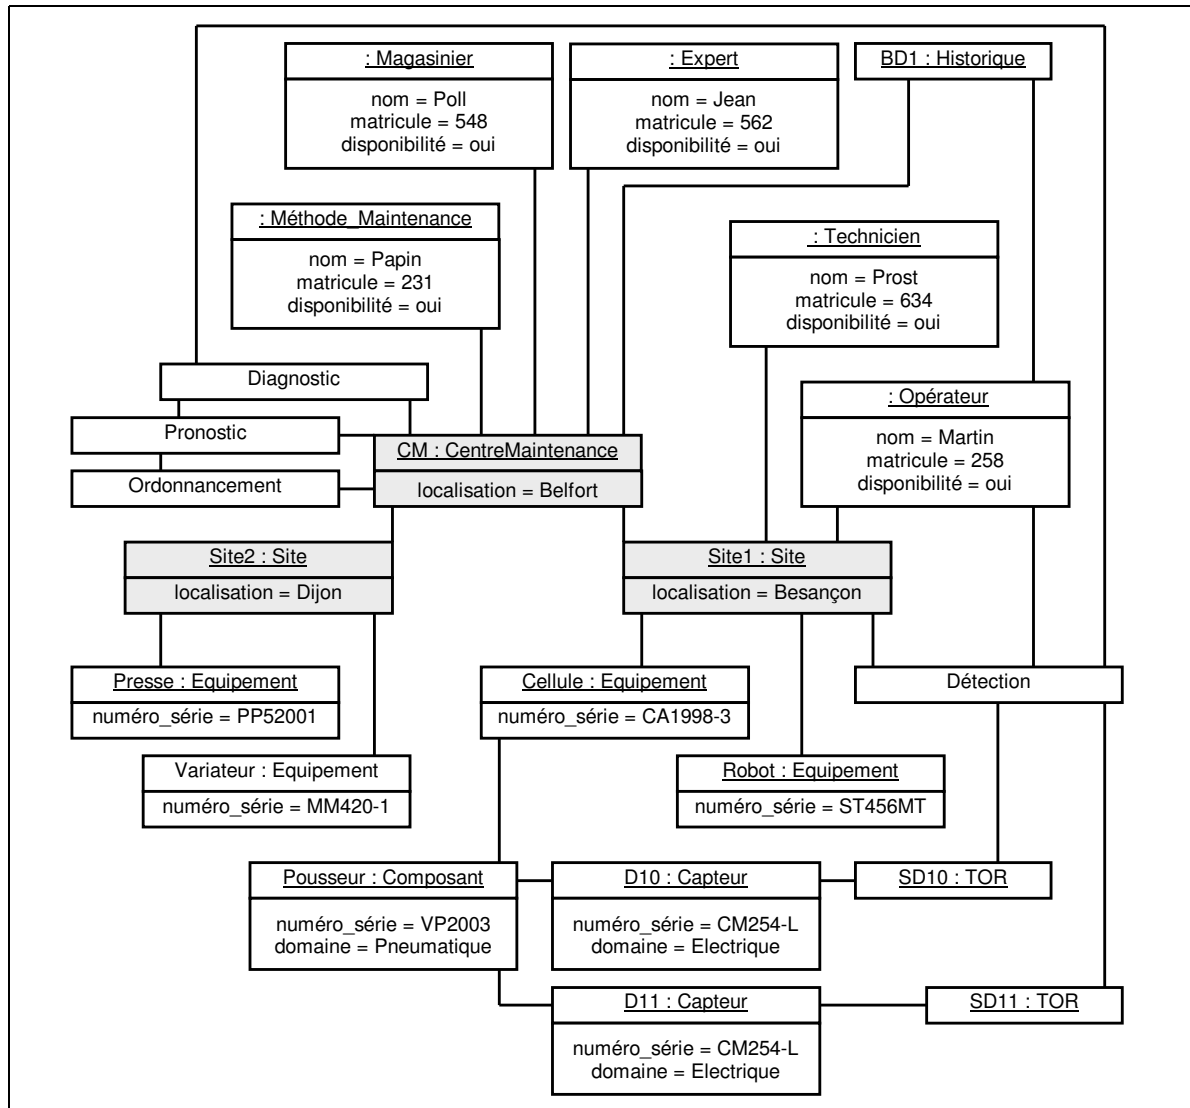 : Magasinier
nom = Poll
matricule = 548
disponibilité = oui
: Expert
nom = Jean
matricule = 562
disponibilité = oui
BD1 : Historique
: Méthode_Maintenance
nom = Papin
matricule = 231
disponibilité = oui
: Technicien
nom = Prost
matricule = 634
disponibilité = oui
Diagnostic
Pronostic
Ordonnancement
: Opérateur
nom = Martin
matricule = 258
disponibilité = oui
CM : CentreMaintenance
localisation = Belfort
Site2 : Site
localisation = Dijon
Site1 : Site
localisation = Besançon
Presse : Equipement
numéro_série = PP52001
Cellule : Equipement
numéro_série = CA1998-3
Détection
Variateur : Equipement
numéro_série = MM420-1
Robot : Equipement
numéro_série = ST456MT
Pousseur : Composant
numéro_série = VP2003
domaine = Pneumatique
D10 : Capteur
numéro_série = CM254-L
domaine = Electrique
SD10 : TOR
D11 : Capteur
numéro_série = CM254-L
domaine = Electrique
SD11 : TOR